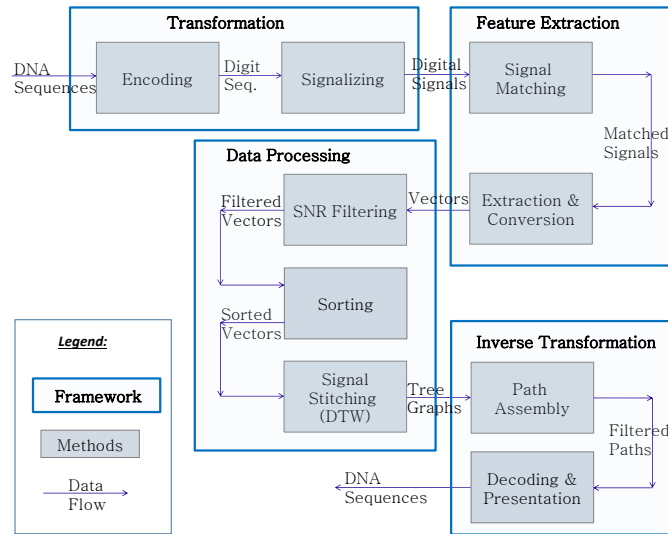 Transformation
DNA
Sequences
Encoding
Digit
Seq.
Signalizing
Digital
Signals
Feature Extraction
Signal
Matching
Matched
Signals
Extraction &
Conversion
Vectors
Data Processing
SNR Filtering
Filtered
Vectors
Sorting
Sorted
Vectors
Signal
Stitching
(DTW)
Tree
Graphs
Inverse Transformation
Path
Assembly
Filtered
Paths
Decoding &
Presentation
DNA
Sequences
Legend:
Framework
Methods
Data
Flow